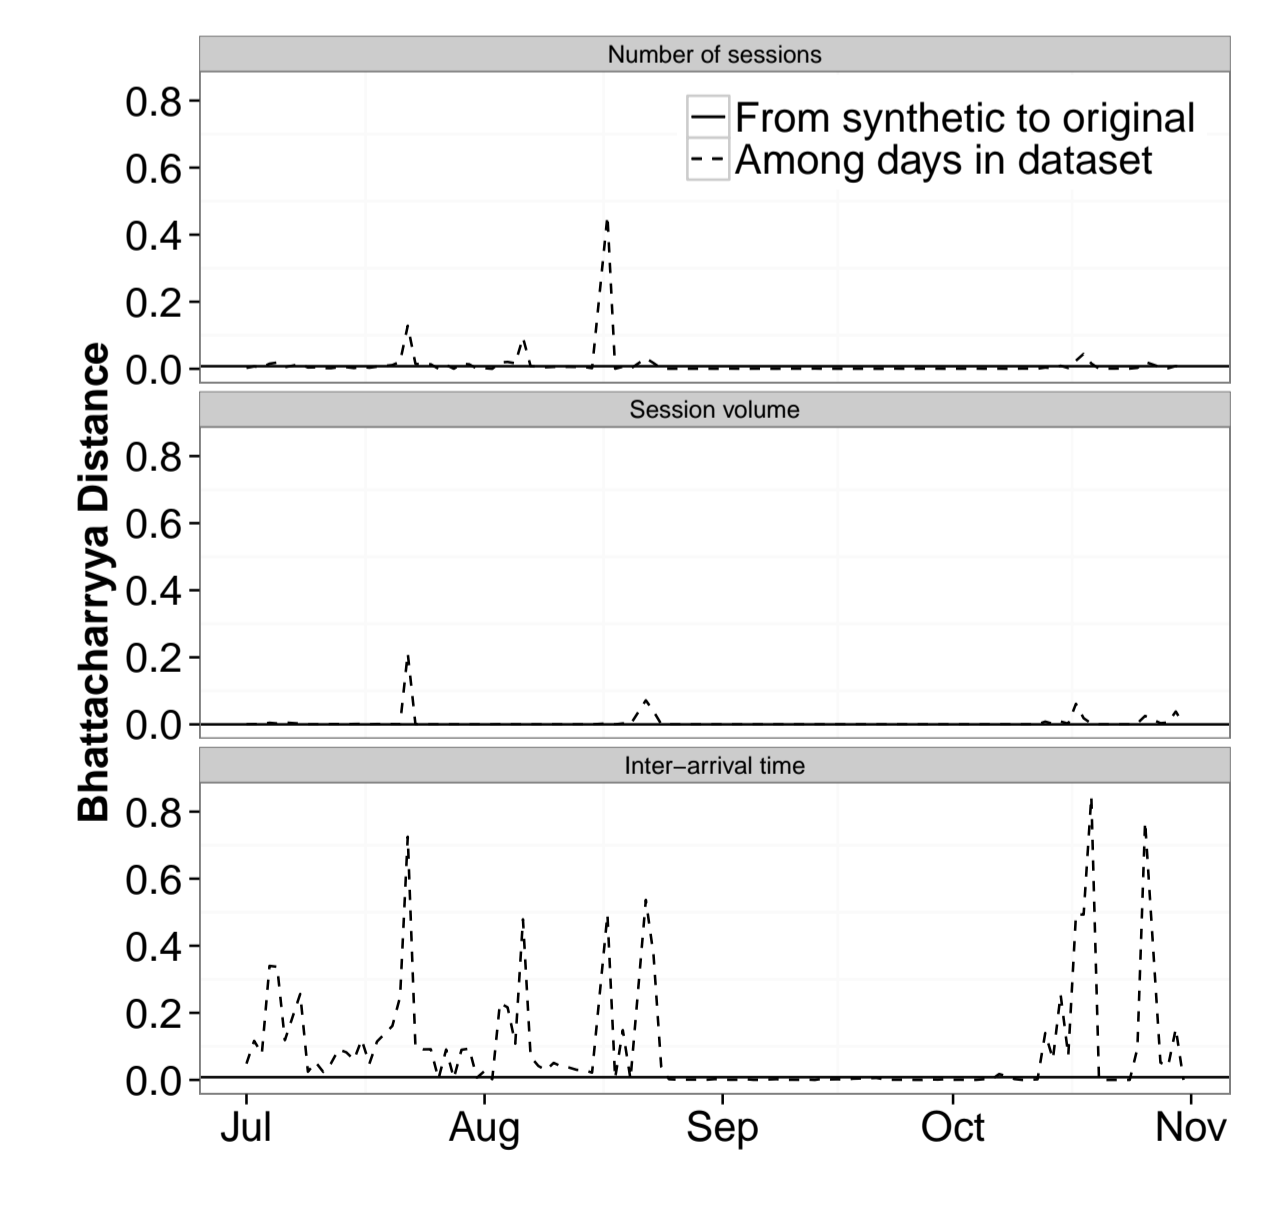 Number of sessions
0.8
0.6
0.4
0.2
0.0
From synthetic to original
Among days in dataset
Bhattacharryya Distance
Session volume
0.8
0.6
0.4
0.2
0.0
Inter−arrival time
0.8
0.6
0.4
0.2
0.0
Jul Aug Sep Oct Nov